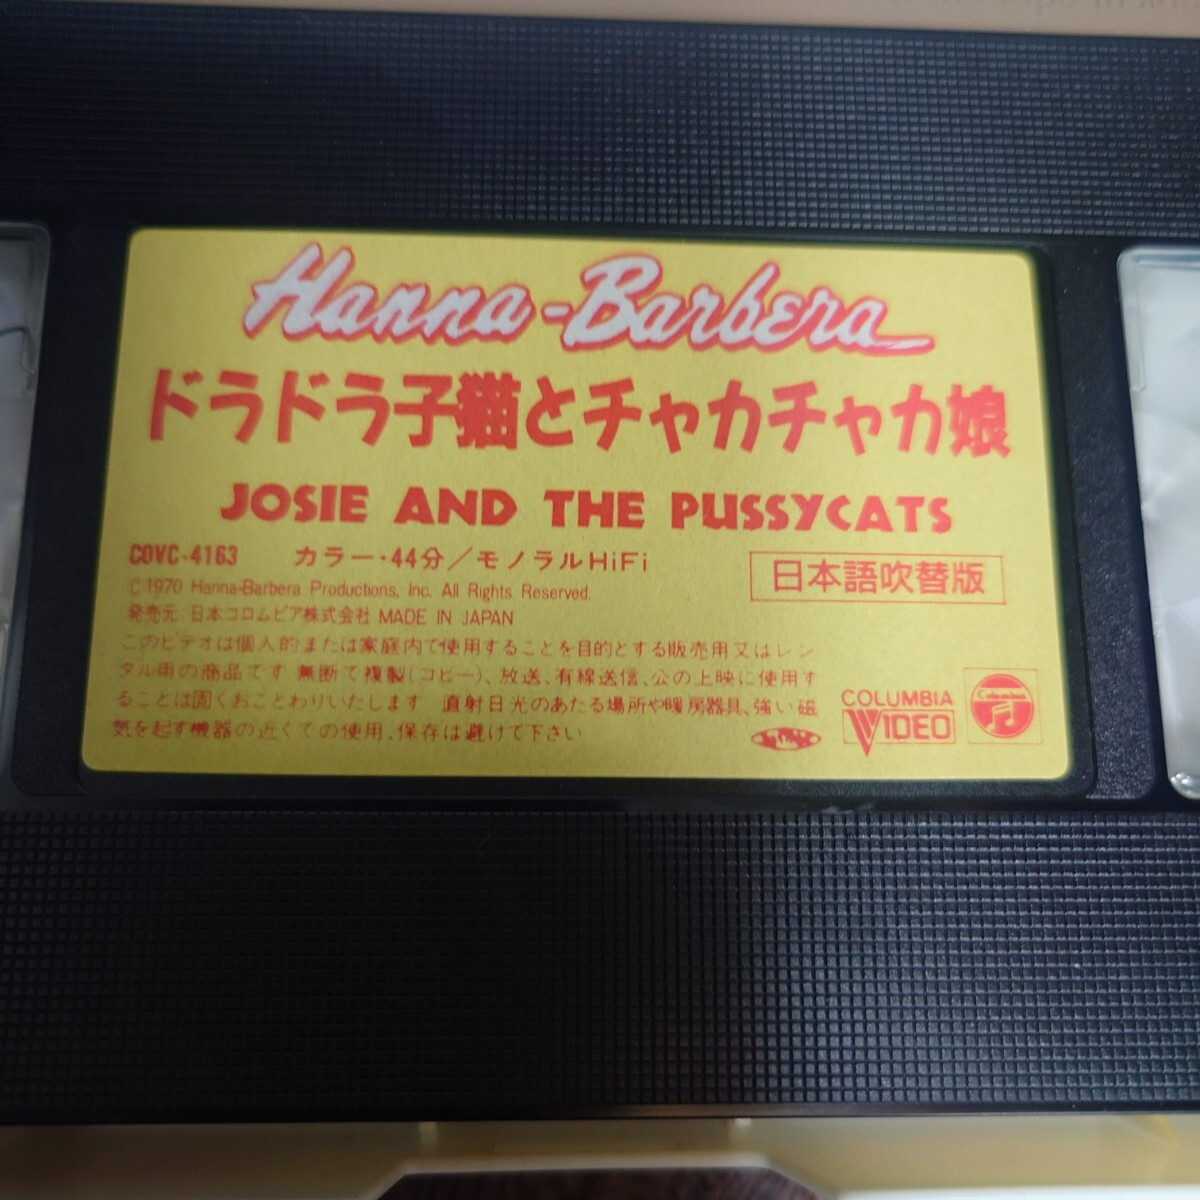 Hanna-Barbera
ドラドラ子猫とチャカチャカ娘
JOSIE AND THE PUSSYCATS
COVC-4163 カラー・44分/モノラルHiFi
日本語吹替版
©1970 Hanna-Barbera Productions, Inc. All Rights Reserved.
発売元 日本コロムビア株式会社 MADE IN JAPAN
このビデオは個人的または家庭内で使用することを目的とする販売用又はレン
タル用の商品です 無断で複製(コピー)、放送、有線送信、公の上映に使用す
ることは固くおことわりいたします 直射日光のあたる場所や暖房器具、強い磁
気を起す機器の近くでの使用、保存は避けて下さい
COLUMBIA
VIDEO
Columbia